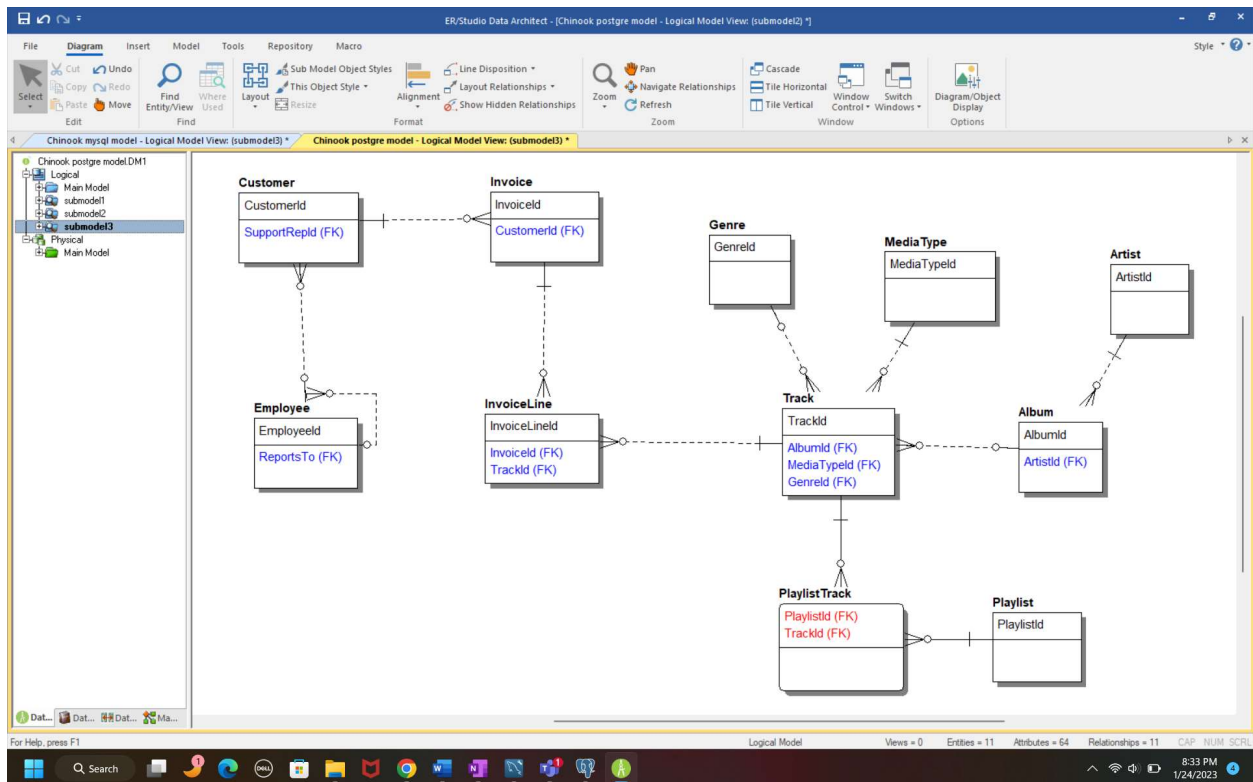 ER/Studio Data Architect - [Chinook postgre model - Logical Model View: (submodel2) *]
File Diagram Insert Model Tools Repository Macro Style
Select
Cut Undo
Copy Redo
Paste Move
Edit
Find Entity/View
Where Used
Find
Layout
Sub Model Object Styles
This Object Style
Resize
Alignment
Line Disposition
Layout Relationships
Show Hidden Relationships
Format
Zoom
Pan
Navigate Relationships
Refresh
Zoom
Cascade
Tile Horizontal
Tile Vertical
Window Control
Switch Windows
Window
Diagram/Object Display
Options
Chinook mysql model - Logical Model View: (submodel3) *
Chinook postgre model - Logical Model View: (submodel3) *
Chinook postgre model.DM1
Logical
Main Model
submodel1
submodel2
submodel3
Physical
Main Model
Customer
CustomerId
SupportRepId (FK)
Invoice
InvoiceId
CustomerId (FK)
Genre
GenreId
MediaType
MediaTypeId
Artist
ArtistId
Employee
EmployeeId
ReportsTo (FK)
InvoiceLine
InvoiceLineId
InvoiceId (FK)
TrackId (FK)
Track
TrackId
AlbumId (FK)
MediaTypeId (FK)
GenreId (FK)
Album
AlbumId
ArtistId (FK)
PlaylistTrack
PlaylistId (FK)
TrackId (FK)
Playlist
PlaylistId
Dat... Dat... Dat... Ma...
For Help, press F1
Logical Model Views = 0 Entities = 11 Attributes = 64 Relationships = 11 CAP NUM SCRL
Search
1
DELL
1
8:33 PM
1/24/2023
4